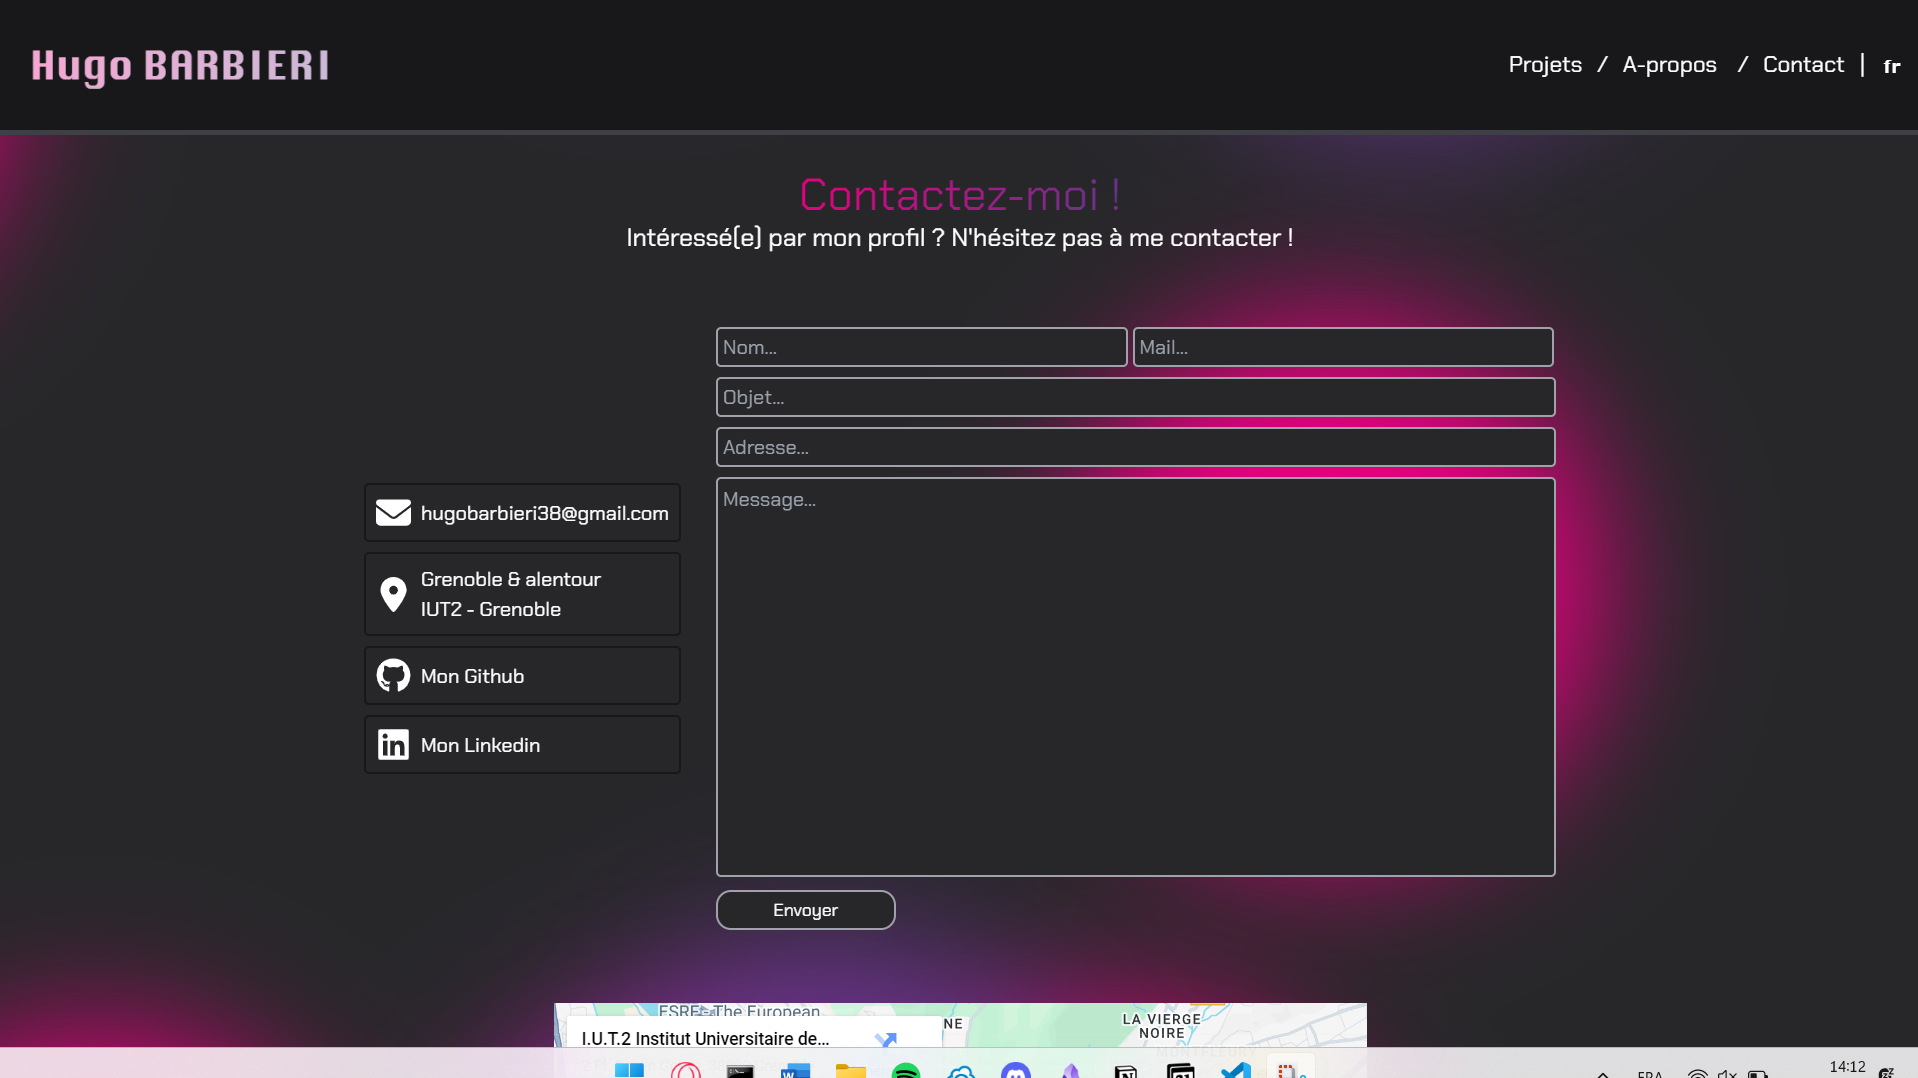 Hugo BARBIERI
Projets / A-propos / Contact | fr
Contactez-moi !
Intéressé(e) par mon profil ? N'hésitez pas à me contacter !
Nom...
Mail...
Objet...
Adresse...
Message...
hugobarbieri38@gmail.com
Grenoble & alentour
IUT2 - Grenoble
Mon Github
Mon Linkedin
Envoyer
ESRF - The European
I.U.T.2 Institut Universitaire de...
NE
LA VIERGE
NOIRE
MONTFLEURY
14:12
FRA